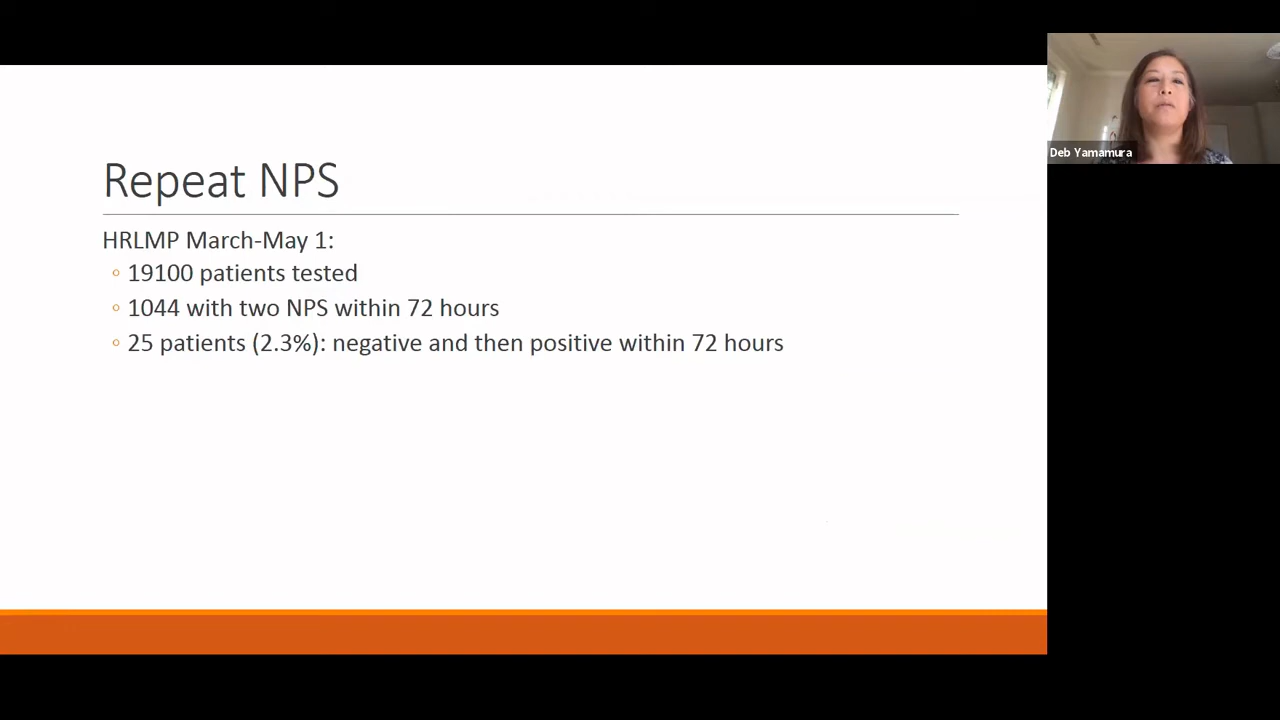 Repeat NPS
HRLMP March-May 1:
19100 patients tested
1044 with two NPS within 72 hours
25 patients (2.3%): negative and then positive within 72 hours
Deb Yamamura